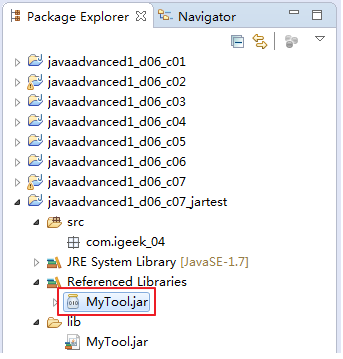 Package Explorer Navigator
javaadvanced1_d06_c01
javaadvanced1_d06_c02
javaadvanced1_d06_c03
javaadvanced1_d06_c04
javaadvanced1_d06_c05
javaadvanced1_d06_c06
javaadvanced1_d06_c07
javaadvanced1_d06_c07_jartest
src
com.igeek_04
JRE System Library [JavaSE-1.7]
Referenced Libraries
MyTool.jar
lib
MyTool.jar